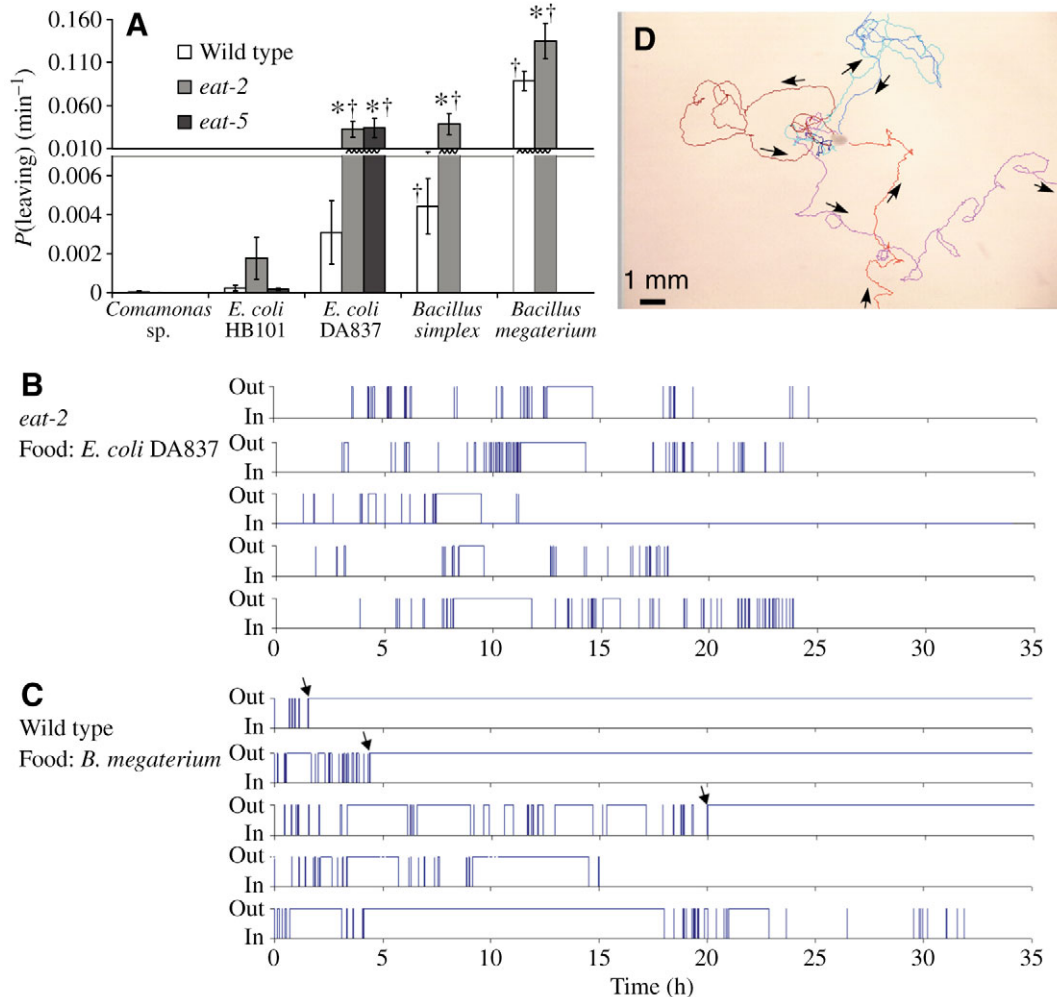 A
0.160
0.110
0.060
0.010
0.006
0.004
0.002
0
P(leaving) (min⁻¹)
Wild type
eat-2
eat-5
*† *† *† † *†
†
Comamonas sp.
E. coli HB101
E. coli DA837
Bacillus simplex
Bacillus megaterium
D
1 mm
B
eat-2
Food: E. coli DA837
Out
In
Out
In
Out
In
Out
In
Out
In
0 5 10 15 20 25 30 35
C
Wild type
Food: B. megaterium
Out
In
Out
In
Out
In
Out
In
Out
In
0 5 10 15 20 25 30 35
Time (h)